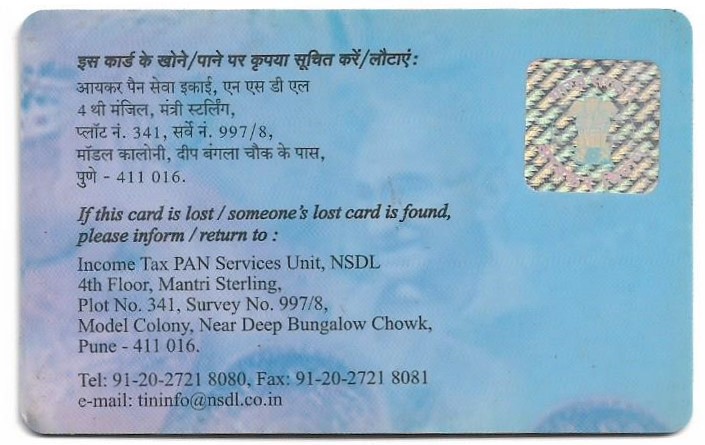 इस कार्ड के खोने/पाने पर कृपया सूचित करें/लौटाएं:
आयकर पैन सेवा इकाई, एन एस डी एल
4 थी मंजिल, मंत्री स्टर्लिंग,
प्लॉट नं. 341, सर्वे नं. 997/8,
मॉडल कालोनी, दीप बंगला चौक के पास,
पुणे - 411 016.
If this card is lost / someone's lost card is found,
please inform / return to :
Income Tax PAN Services Unit, NSDL
4th Floor, Mantri Sterling,
Plot No. 341, Survey No. 997/8,
Model Colony, Near Deep Bungalow Chowk,
Pune - 411 016.
Tel: 91-20-2721 8080, Fax: 91-20-2721 8081
e-mail: tininfo@nsdl.co.in